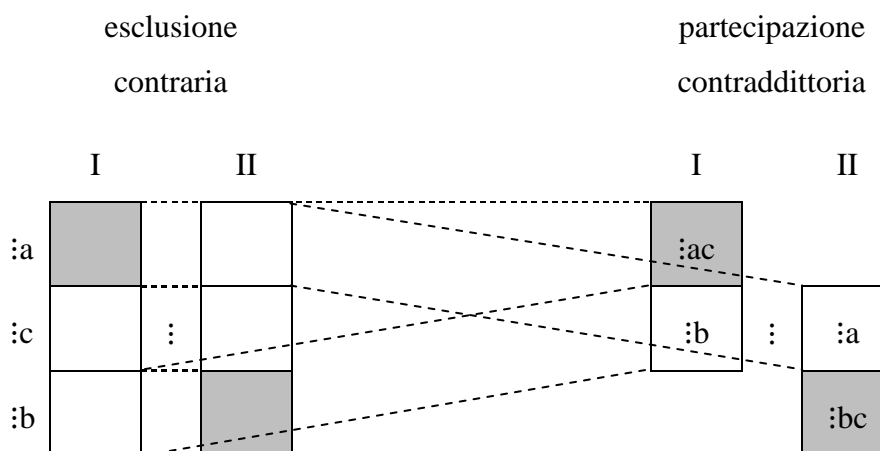 esclusione partecipazione
contraria contraddittoria
I II I II
⁝a ⁝ac
⁝c ⁝ ⁝b ⁝ ⁝a
⁝b ⁝bc